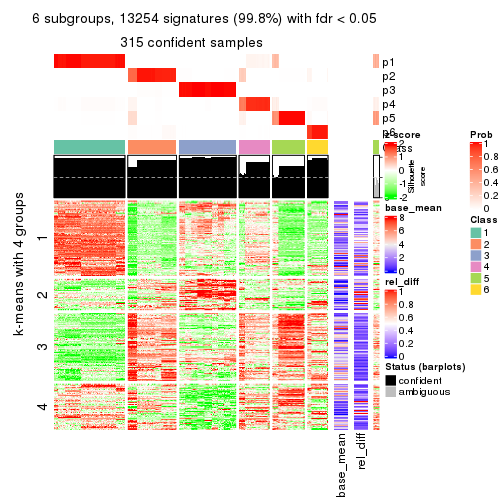 6 subgroups, 13254 signatures (99.8%) with fdr < 0.05
315 confident samples
p1
p2
p3
p4
p5
p6
Class
Silhouette
score
k-means with 4 groups
1
2
3
4
base_mean
rel_diff
z-score
2
1
0
-1
-2
base_mean
8
6
4
2
0
rel_diff
1
0.8
0.6
0.4
0.2
0
Status (barplots)
confident
ambiguous
Prob
1
0.8
0.6
0.4
0.2
0
Class
1
2
3
4
5
6